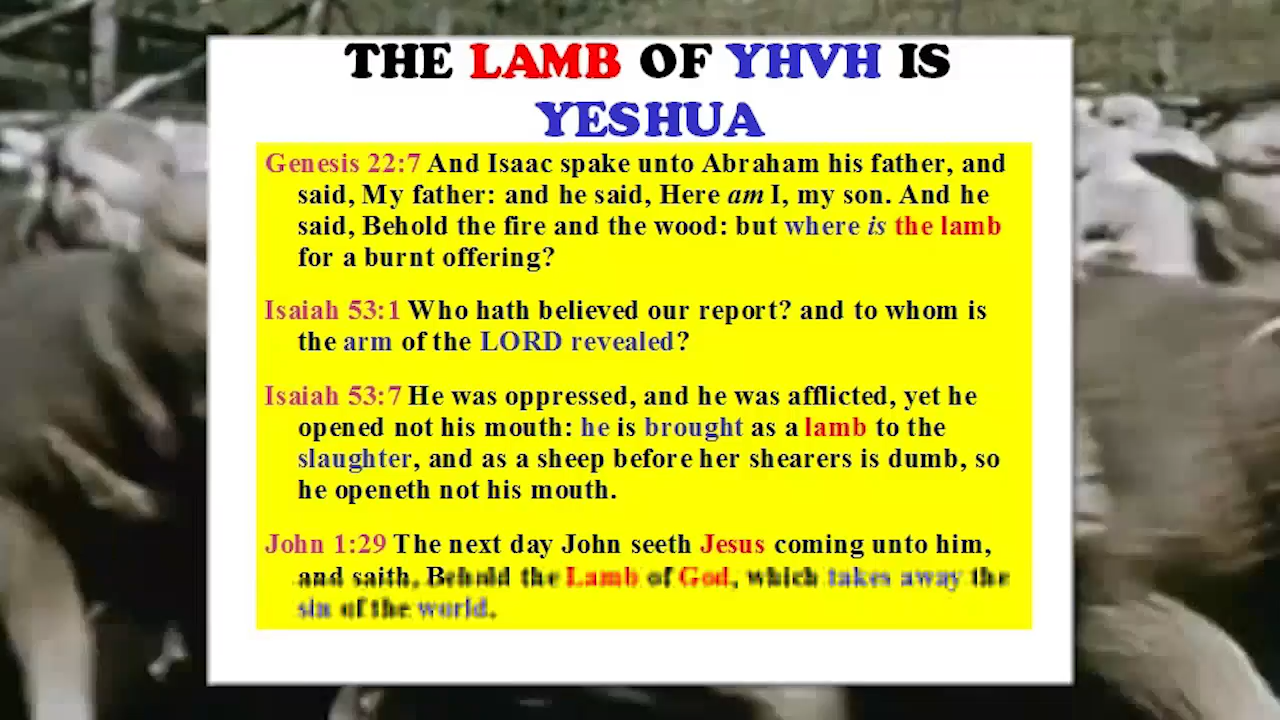 THE LAMB OF YHVH IS
YESHUA
Genesis 22:7 And Isaac spake unto Abraham his father, and
said, My father: and he said, Here am I, my son. And he
said, Behold the fire and the wood: but where is the lamb
for a burnt offering?
Isaiah 53:1 Who hath believed our report? and to whom is
the arm of the LORD revealed?
Isaiah 53:7 He was oppressed, and he was afflicted, yet he
opened not his mouth: he is brought as a lamb to the
slaughter, and as a sheep before her shearers is dumb, so
he openeth not his mouth.
John 1:29 The next day John seeth Jesus coming unto him,
and saith, Behold the Lamb of God, which takes away the
sin of the world.